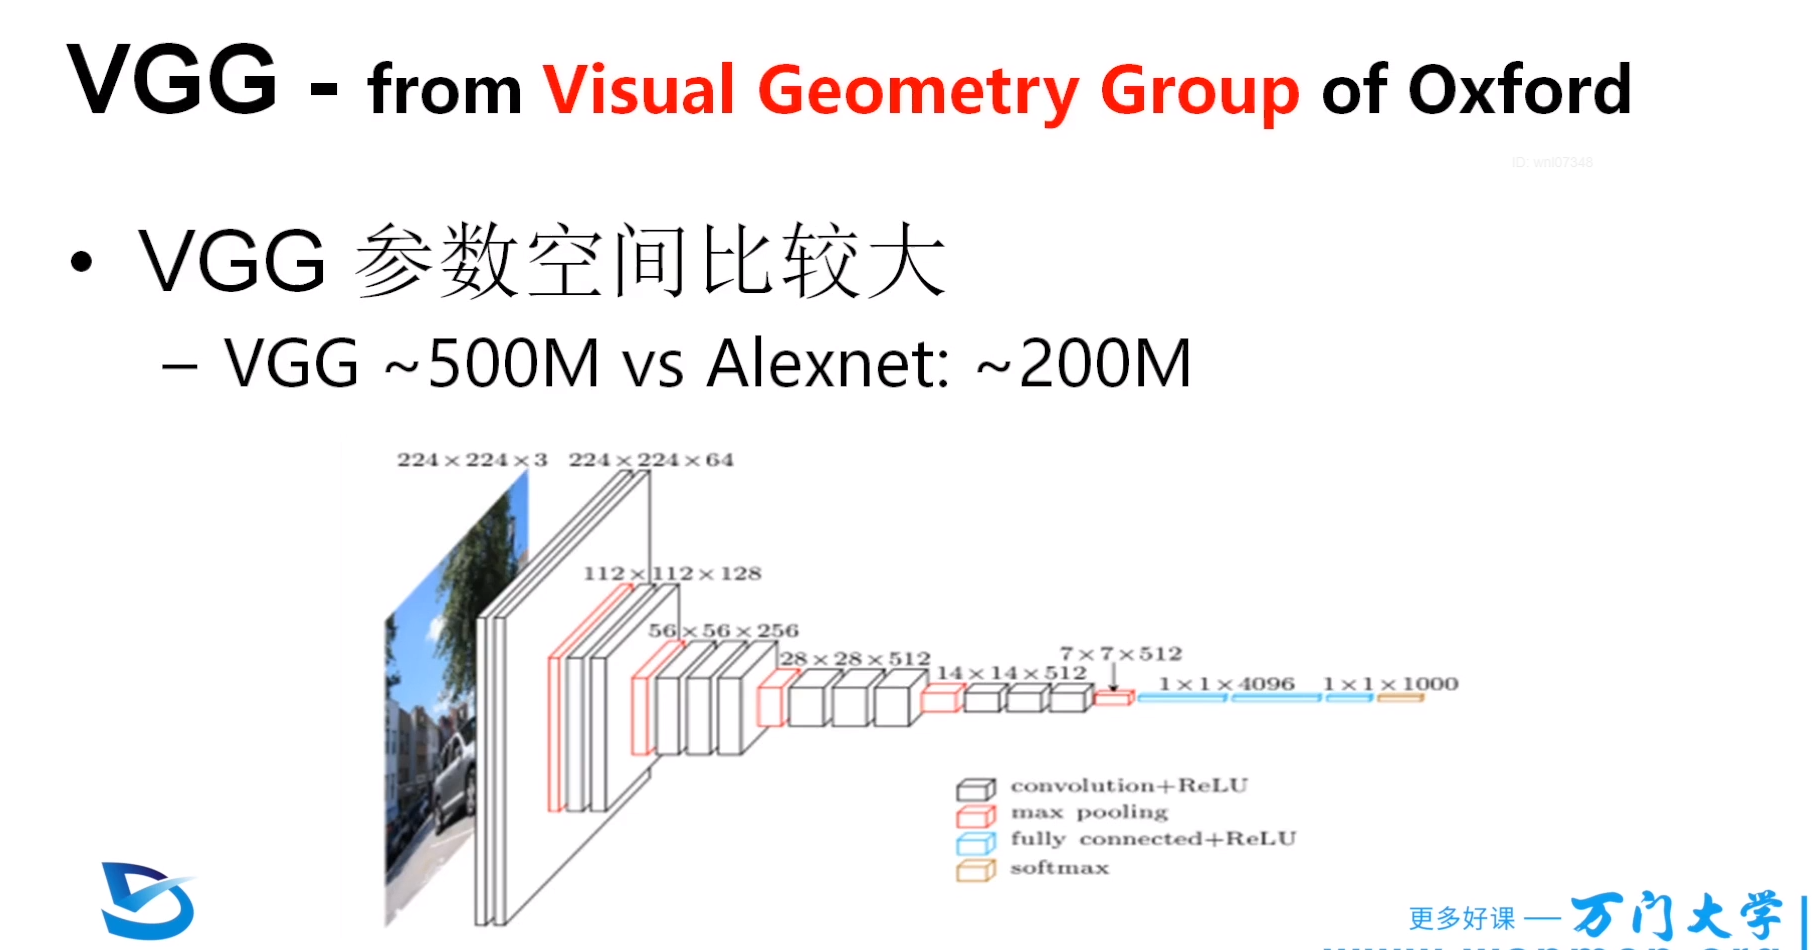 VGG - from Visual Geometry Group of Oxford
ID: wnl07348
• VGG 参数空间比较大
– VGG ~500M vs Alexnet: ~200M
224×224×3 224×224×64
112×112×128
56×56×256
28×28×512
14×14×512
7×7×512
1×1×4096 1×1×1000
convolution+ReLU
max pooling
fully connected+ReLU
softmax
更多好课 — 万门大学